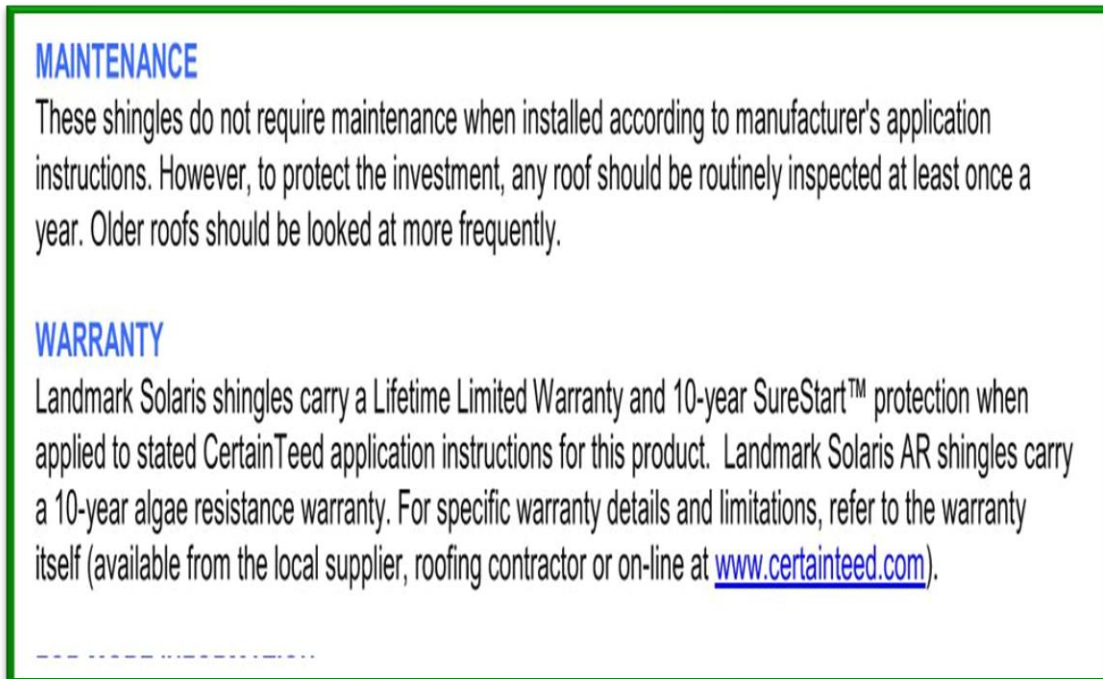 MAINTENANCE
These shingles do not require maintenance when installed according to manufacturer's application
instructions. However, to protect the investment, any roof should be routinely inspected at least once a
year. Older roofs should be looked at more frequently.
WARRANTY
Landmark Solaris shingles carry a Lifetime Limited Warranty and 10-year SureStart™ protection when
applied to stated CertainTeed application instructions for this product.  Landmark Solaris AR shingles carry
a 10-year algae resistance warranty. For specific warranty details and limitations, refer to the warranty
itself (available from the local supplier, roofing contractor or on-line at www.certainteed.com).